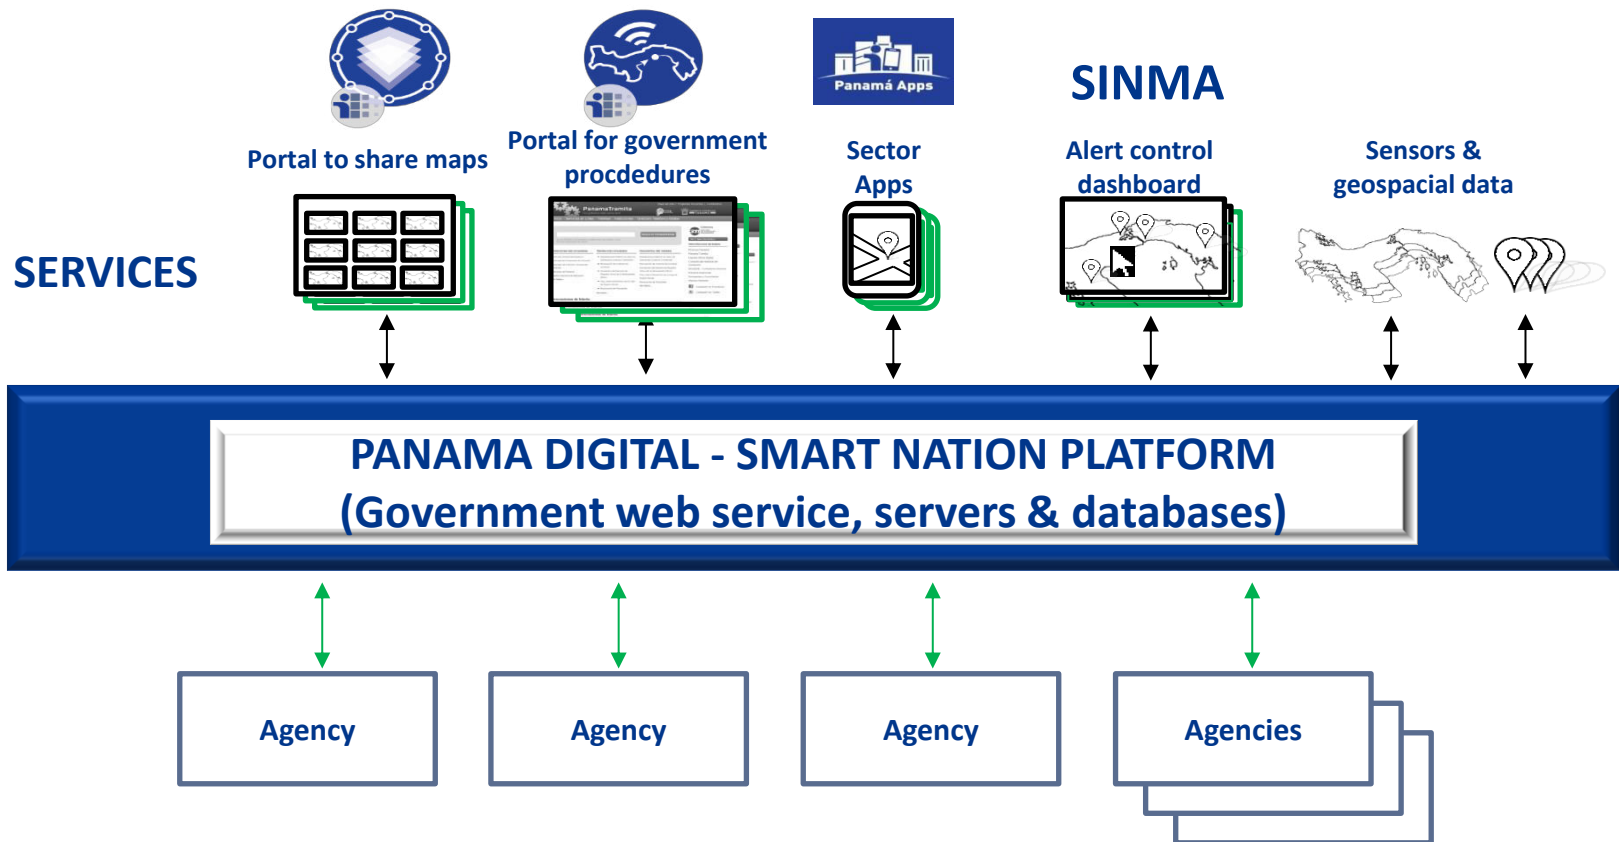 Panamá Apps
SINMA
Portal to share maps
Portal for government
procdedures
Sector
Apps
Alert control
dashboard
Sensors &
geospacial data
PanamaTramita
SERVICES
PANAMA DIGITAL - SMART NATION PLATFORM
(Government web service, servers & databases)
Agency
Agency
Agency
Agencies